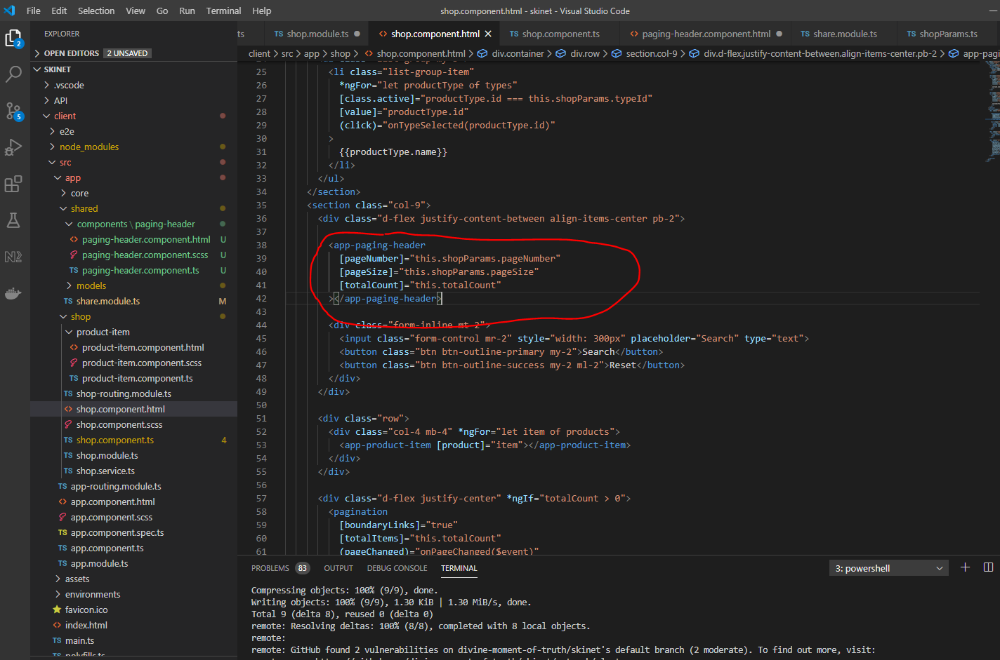 File Edit Selection View Go Run Terminal Help shop.component.html - skinet - Visual Studio Code
EXPLORER
OPEN EDITORS 2 UNSAVED
SKINET
.vscode
API
client
e2e
node_modules
src
app
core
shared
components \ paging-header
paging-header.component.html U
paging-header.component.scss U
paging-header.component.ts U
models
TS share.module.ts M
shop
product-item
product-item.component.html
product-item.component.scss
TS product-item.component.ts
TS shop-routing.module.ts
shop.component.html
shop.component.scss
TS shop.component.ts 4
TS shop.module.ts
TS shop.service.ts
TS app-routing.module.ts
app.component.html
app.component.scss
TS app.component.spec.ts
TS app.component.ts
TS app.module.ts
assets
environments
favicon.ico
index.html
TS main.ts
TS polyfills.ts
2
5
ts TS shop.module.ts shop.component.html TS shop.component.ts paging-header.component.html TS share.module.ts TS shopParams.ts
client > src > app > shop > shop.component.html > div.container > div.row > section.col-9 > div.d-flex.justify-content-between.align-items-center.pb-2 > app-pagi
25 <li class="list-group-item"
26 *ngFor="let productType of types"
27 [class.active]="productType.id === this.shopParams.typeId"
28 [value]="productType.id"
29 (click)="onTypeSelected(productType.id)"
30 >
31 {{productType.name}}
32 </li>
33 </ul>
34 </section>
35 <section class="col-9">
36 <div class="d-flex justify-content-between align-items-center pb-2">
37
38 <app-paging-header
39 [pageNumber]="this.shopParams.pageNumber"
40 [pageSize]="this.shopParams.pageSize"
41 [totalCount]="this.totalCount"
42 ></app-paging-header>
43
44 <div class="form-inline mt-2">
45 <input class="form-control mr-2" style="width: 300px" placeholder="Search" type="text">
46 <button class="btn btn-outline-primary my-2">Search</button>
47 <button class="btn btn-outline-success my-2 ml-2">Reset</button>
48 </div>
49 </div>
50
51 <div class="row">
52 <div class="col-4 mb-4" *ngFor="let item of products">
53 <app-product-item [product]="item"></app-product-item>
54 </div>
55 </div>
56
57 <div class="d-flex justify-center" *ngIf="totalCount > 0">
58 <pagination
59 [boundaryLinks]="true"
60 [totalItems]="this.totalCount"
61 (pageChanged)="onPageChanged($event)"
PROBLEMS 83 OUTPUT DEBUG CONSOLE TERMINAL 3: powershell
Compressing objects: 100% (9/9), done.
Writing objects: 100% (9/9), 1.30 KiB | 1.30 MiB/s, done.
Total 9 (delta 8), reused 0 (delta 0)
remote: Resolving deltas: 100% (8/8), completed with 8 local objects.
remote:
remote: GitHub found 2 vulnerabilities on divine-moment-of-truth/skinet's default branch (2 moderate). To find out more, visit: